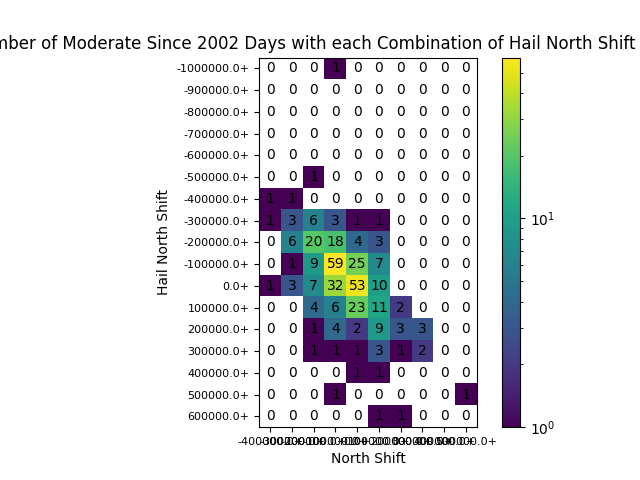 mber of Moderate Since 2002 Days with each Combination of Hail North Shift
-1000000.0+ 0 0 0 1 0 0 0 0 0 0
-900000.0+ 0 0 0 0 0 0 0 0 0 0
-800000.0+ 0 0 0 0 0 0 0 0 0 0
-700000.0+ 0 0 0 0 0 0 0 0 0 0
-600000.0+ 0 0 0 0 0 0 0 0 0 0
-500000.0+ 0 0 1 0 0 0 0 0 0 0
-400000.0+ 1 1 0 0 0 0 0 0 0 0
-300000.0+ 1 3 6 3 1 1 0 0 0 0
-200000.0+ 0 6 20 18 4 3 0 0 0 0
-100000.0+ 0 1 9 59 25 7 0 0 0 0
0.0+ 1 3 7 32 53 10 0 0 0 0
100000.0+ 0 0 4 6 23 11 2 0 0 0
200000.0+ 0 0 1 4 2 9 3 3 0 0
300000.0+ 0 0 1 1 1 3 1 2 0 0
400000.0+ 0 0 0 0 1 1 0 0 0 0
500000.0+ 0 0 0 1 0 0 0 0 0 1
600000.0+ 0 0 0 0 0 1 1 0 0 0
Hail North Shift
North Shift
10^1
10^0